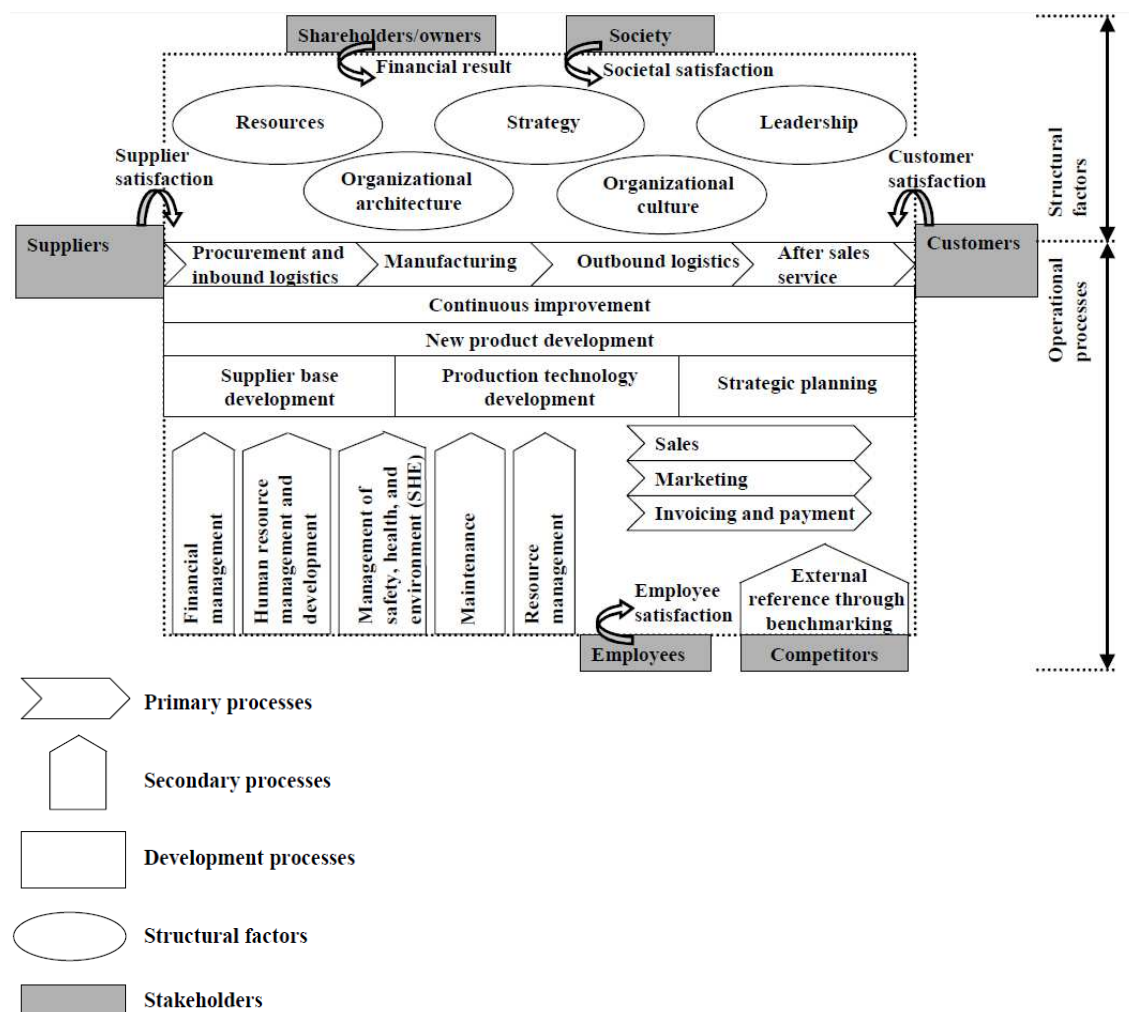 Shareholders/owners
Society
Financial result
Societal satisfaction
Resources
Strategy
Leadership
Supplier
satisfaction
Customer
satisfaction
Organizational
architecture
Organizational
culture
Structural
factors
Suppliers
Customers
Procurement and
inbound logistics
Manufacturing
Outbound logistics
After sales
service
Continuous improvement
New product development
Supplier base
development
Production technology
development
Strategic planning
Operational
processes
Financial
management
Human resource
management and
development
Management of
safety, health, and
environment (SHE)
Maintenance
Resource
management
Sales
Marketing
Invoicing and payment
Employee
satisfaction
External
reference through
benchmarking
Employees
Competitors
Primary processes
Secondary processes
Development processes
Structural factors
Stakeholders